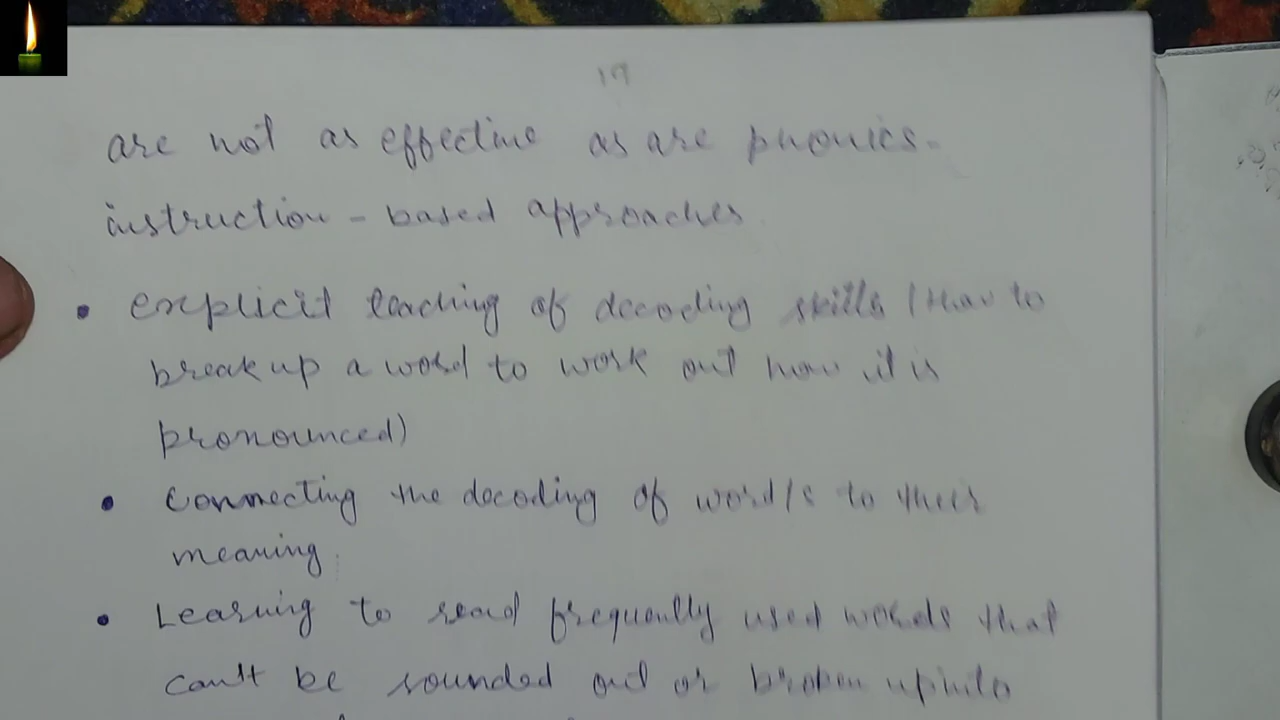 19
are not as effective as are phonics.
instruction - based approaches
• explicit teaching of decoding skills (How to
break up a word to work out how it is
pronounced)
• Connecting the decoding of word/s to their
meaning.
• Learning to read frequently used words that
can't be sounded out or broken up into